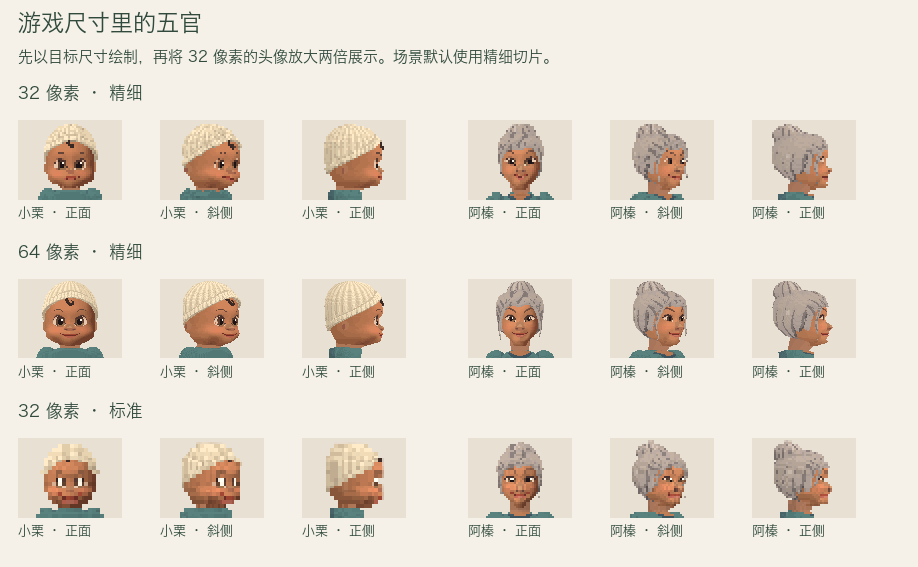 游戏尺寸里的五官
先以目标尺寸绘制，再将 32 像素的头像放大两倍展示。场景默认使用精细切片。
32 像素 · 精细
小栗 · 正面 小栗 · 斜侧 小栗 · 正侧 阿榛 · 正面 阿榛 · 斜侧 阿榛 · 正侧
64 像素 · 精细
小栗 · 正面 小栗 · 斜侧 小栗 · 正侧 阿榛 · 正面 阿榛 · 斜侧 阿榛 · 正侧
32 像素 · 标准
小栗 · 正面 小栗 · 斜侧 小栗 · 正侧 阿榛 · 正面 阿榛 · 斜侧 阿榛 · 正侧